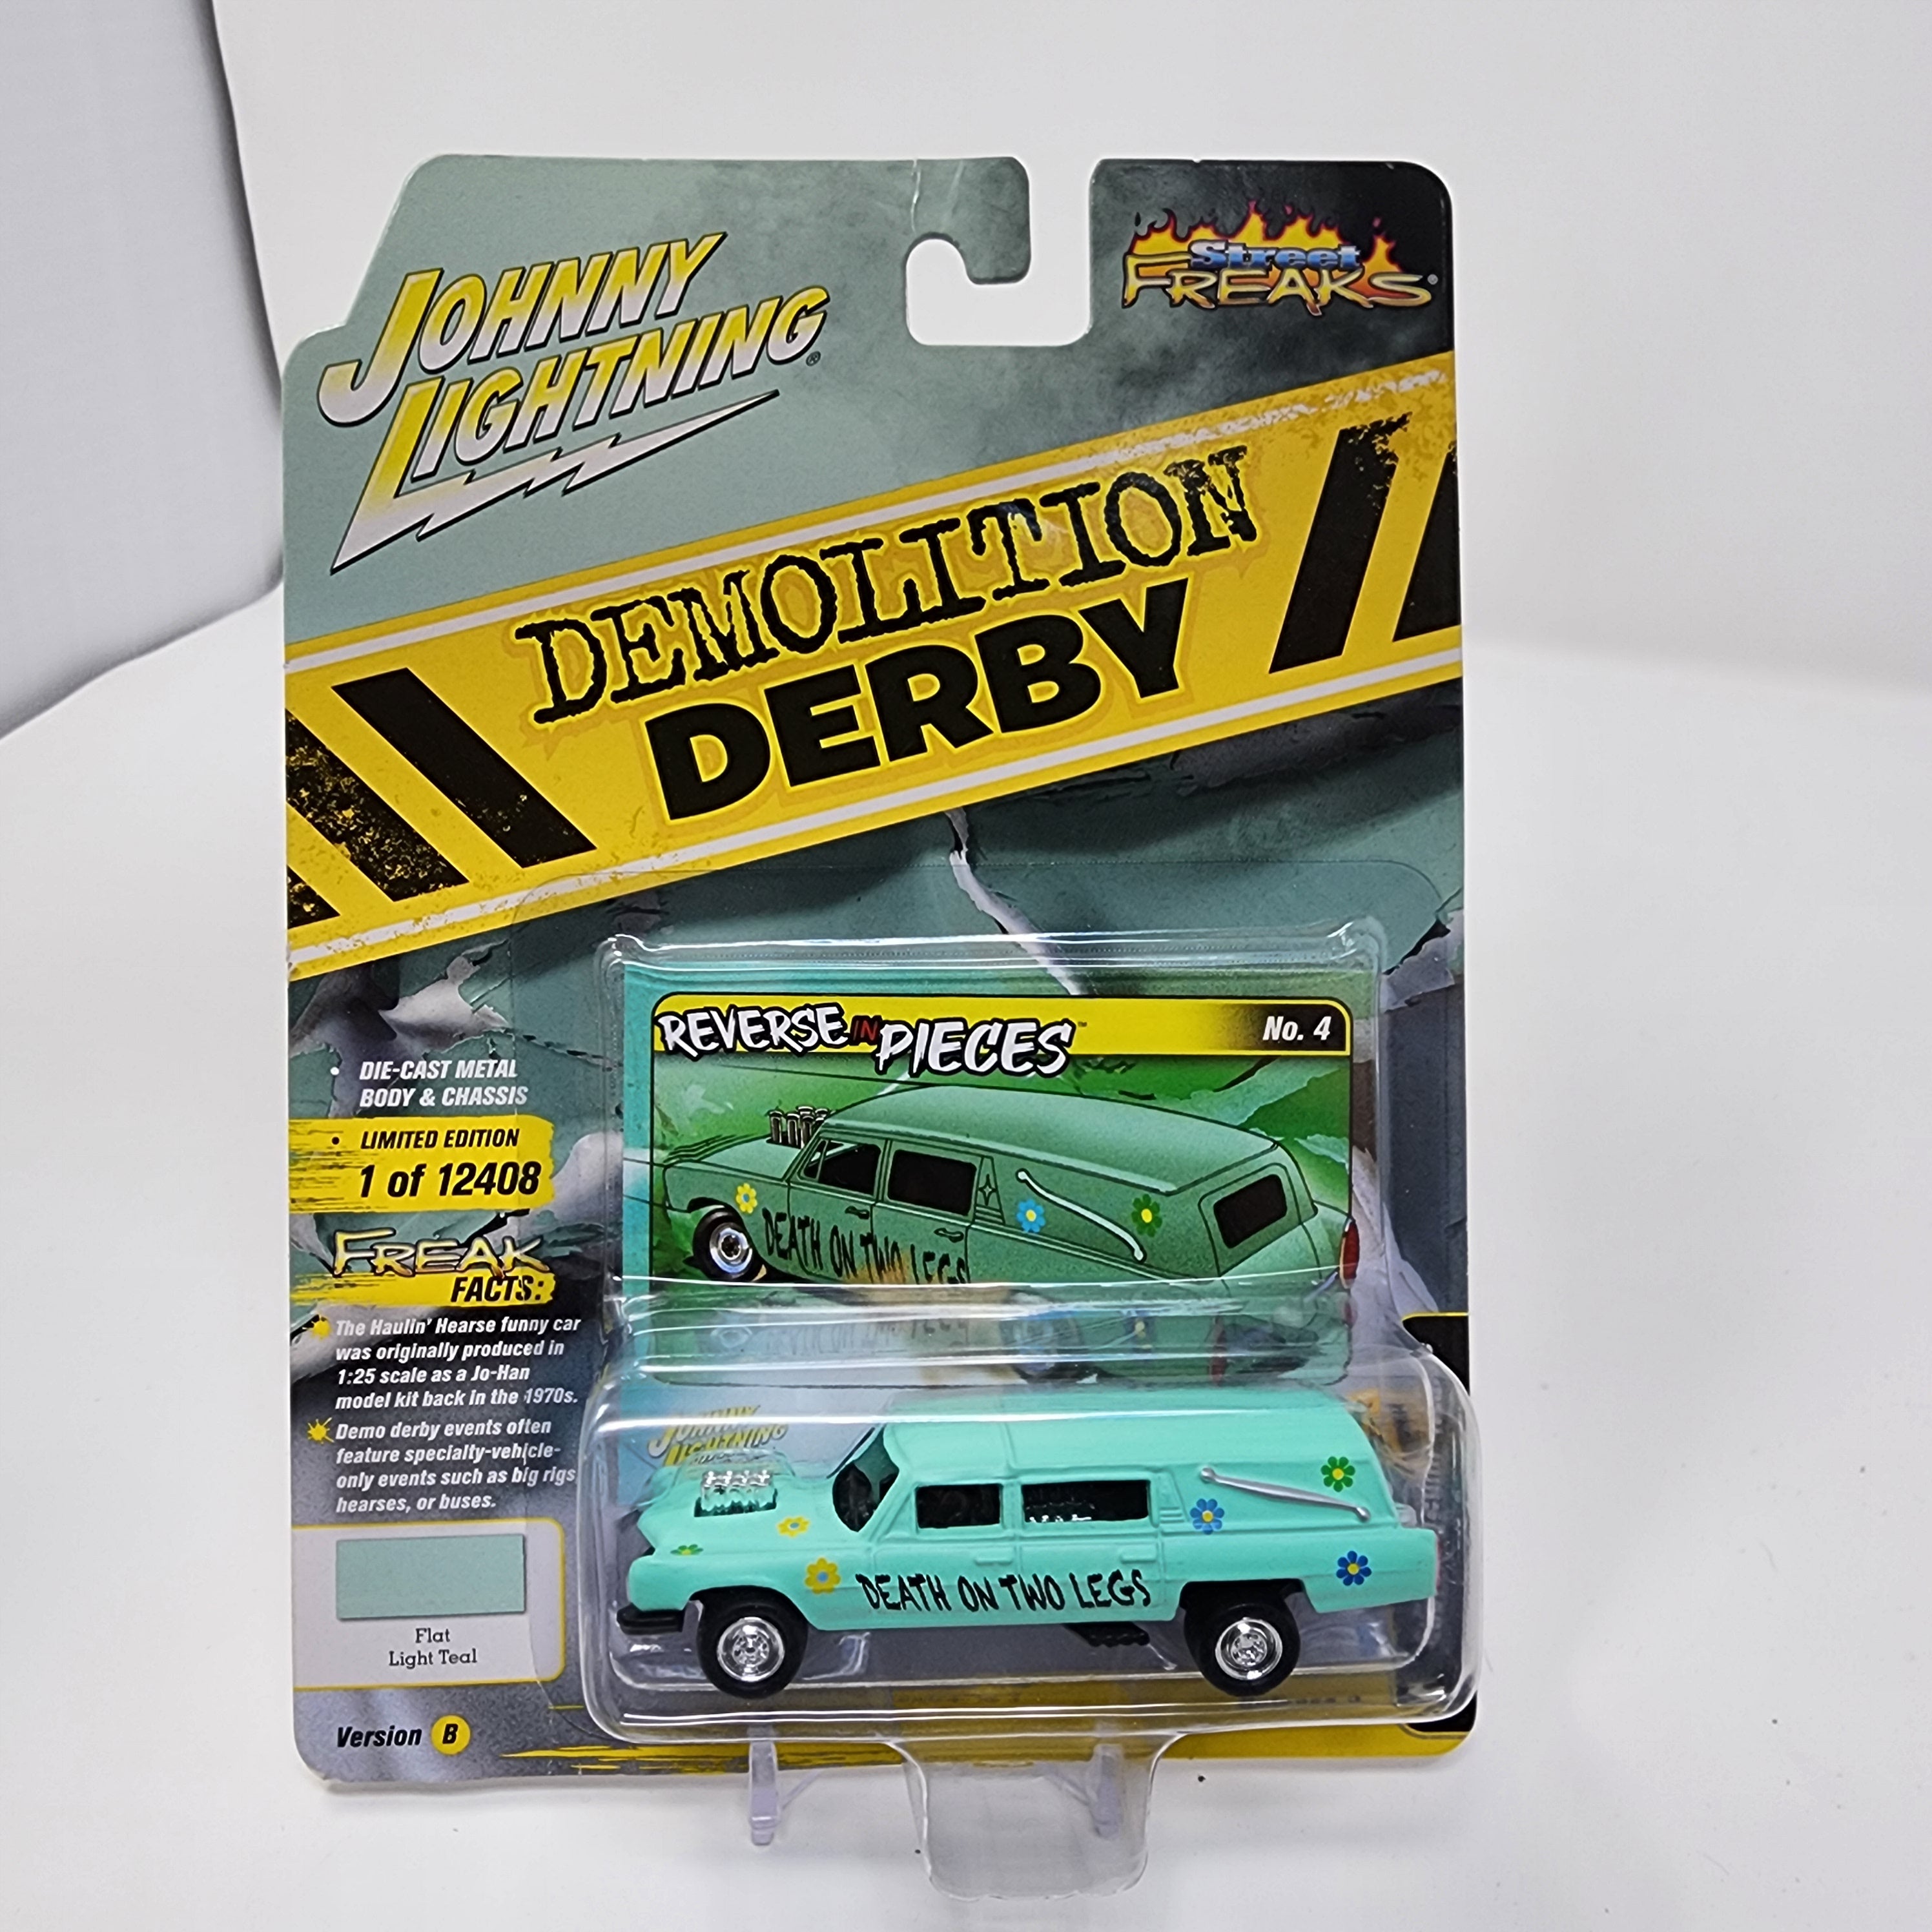 JOHNNY
LIGHTNING®
Street
FREAKS®
DEMOLITION
DERBY
REVERSE IN PIECES™
No. 4
DEATH ON TWO LEGS
• DIE-CAST METAL
BODY & CHASSIS
• LIMITED EDITION
1 of 12408
FREAK
FACTS:
The Haulin' Hearse funny car
was originally produced in
1:25 scale as a Jo-Han
model kit back in the 1970s.
Demo derby events often
feature specialty-vehicle-
only events such as big rigs
hearses, or buses.
JOHNNY
LIGHTNING
DEATH ON TWO LEGS
Flat
Light Teal
Version B